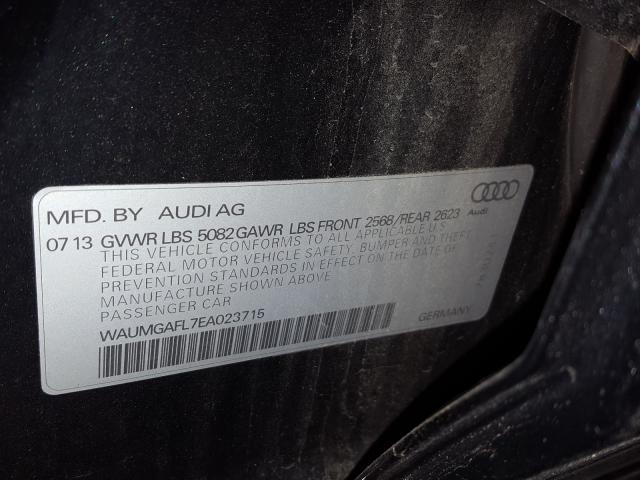 MFD. BY AUDI AG
07 13 GVWR LBS 5082 GAWR LBS FRONT 2568/REAR 2623
THIS VEHICLE CONFORMS TO ALL APPLICABLE U.S.
FEDERAL MOTOR VEHICLE SAFETY, BUMPER AND THEFT
PREVENTION STANDARDS IN EFFECT ON THE DATE OF
MANUFACTURE SHOWN ABOVE
PASSENGER CAR
WAUMGAFL7EA023715
GERMANY
Audi